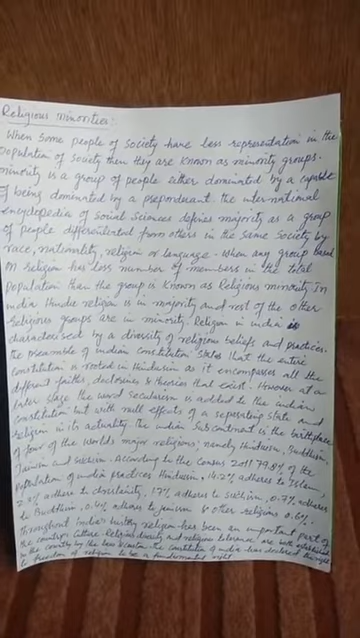 Religious Minorities:
When Some people of Society have less representation in the
population of society then they are known as minority groups.
minority is a group of people either dominated by a capable
of being dominated by a preponduant the international
encyclopedia of Social Sciences defies majority as a group
of people differentiated from others in the same Society by
race, nationality, religion or language. When any group based
on religion has less number of members in the total
population than the group is known as Religious minority. In
india Hindu religion is in majority and rest of the other
religious groups are in minority. Religion in india is
characterised by a diversity of religious beliefs and practices.
the preamble of indian constitution States that the entire
constitution is rooted in Hinduism as it encompasses all the
different faiths, doctrines & theories that exist. However at a
later stage the word secularism is added to the indian
Constitution but with null effects of a separating state and
religion in its actuality the indian Subcontinent is the birthplace
of four of the worlds major religions; namely Hinduism, Buddhism,
Jainism and Sikhism. According to the Census 2011 79.8% of the
population of india practices Hinduism, 14.2% adheres to Islam,
2.3% adhere to christianity, 1.7% adheres to sikhism, 0.7% adheres
to Buddhism, 0.4% adhere to jainism & other religions 0.6%.
throughout India's history religion has been an important part of
the country's culture. Religious diversity and religious tolerance are both established
in the country by the law & custom the constitution of india has declared the right
to freedom of religion to be a fundamental right